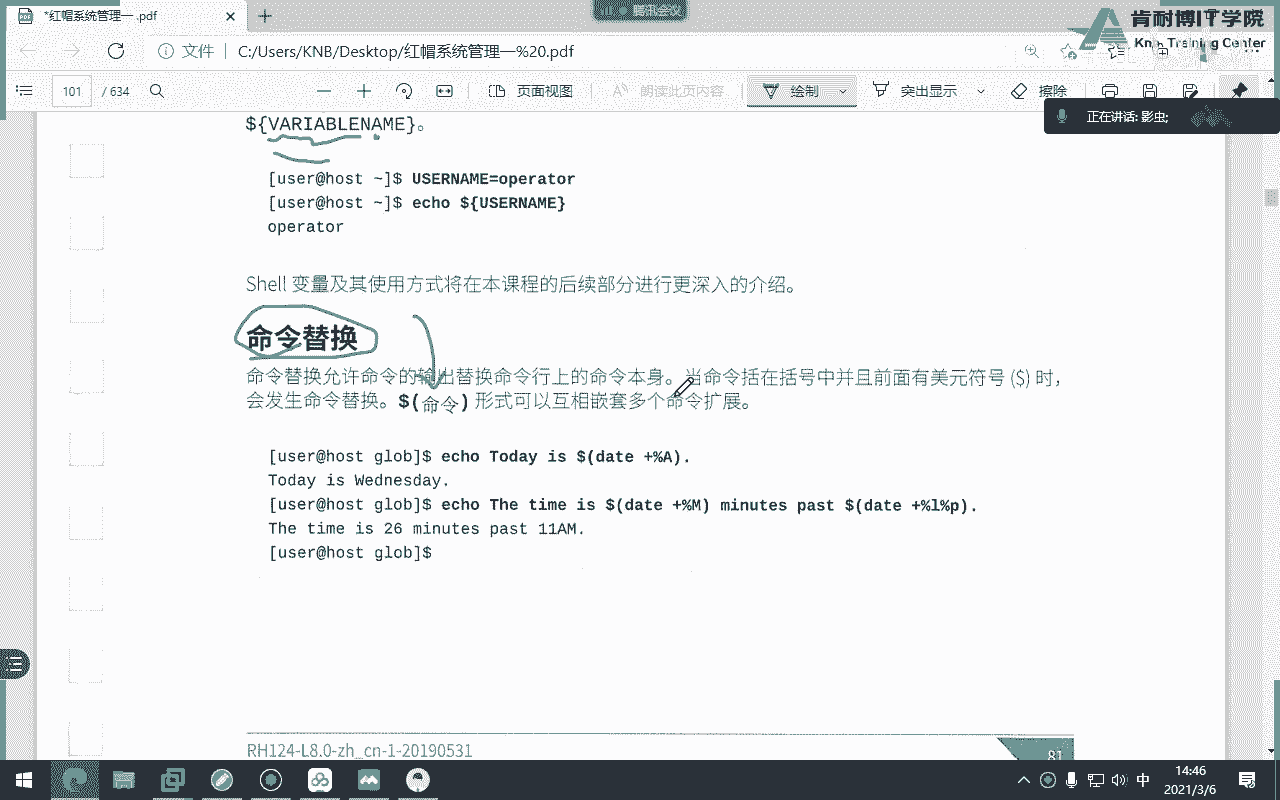 *红帽系统管理一 .pdf
腾讯会议
肯耐博IT学院
文件 C:/Users/KNB/Desktop/红帽系统管理一%20.pdf
Training Center
101 / 634
页面视图
朗读此页内容
绘制
突出显示
擦除
正在讲话: 影虫;
${VARIABLENAME}。
[user@host ~]$ USERNAME=operator
[user@host ~]$ echo ${USERNAME}
operator
Shell 变量及其使用方式将在本课程的后续部分进行更深入的介绍。
命令替换
命令替换允许命令的输出替换命令行上的命令本身。当命令括在括号中并且前面有美元符号 ($) 时，
会发生命令替换。$(命令) 形式可以互相嵌套多个命令扩展。
[user@host glob]$ echo Today is $(date +%A).
Today is Wednesday.
[user@host glob]$ echo The time is $(date +%M) minutes past $(date +%l%p).
The time is 26 minutes past 11AM.
[user@host glob]$
RH124-L8.0-zh_cn-1-20190531
81
中
14:46
2021/3/6